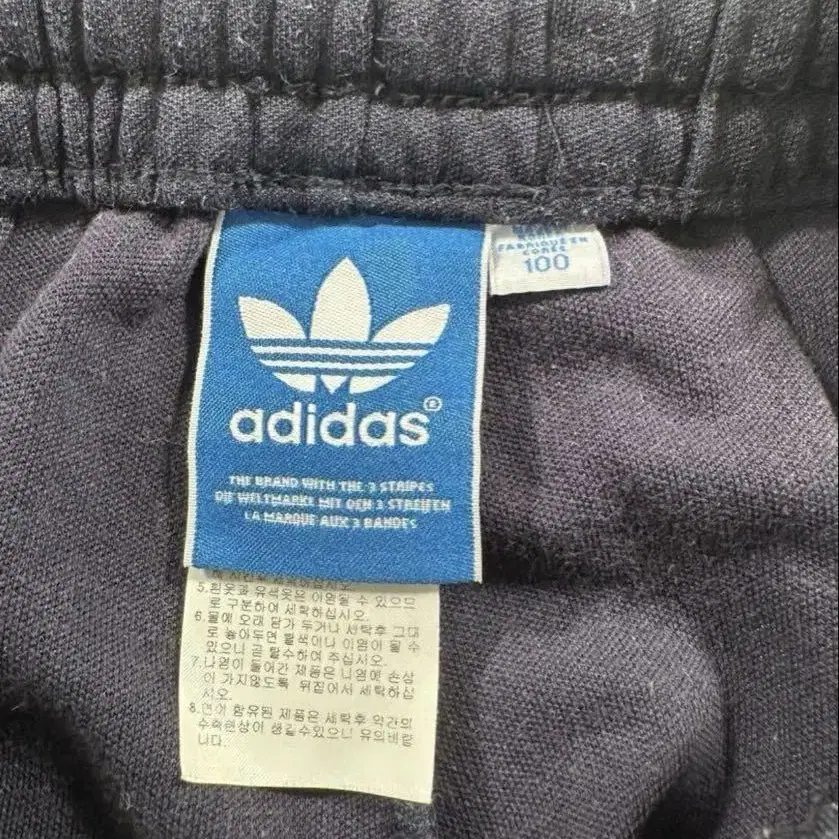 adidas®
THE BRAND WITH THE 3 STRIPES
DIE WELTMARKE MIT DEN 3 STREIFEN
LA MARQUE AUX 3 BANDES
KOREA
FABRIQUE EN
COREE
100
5.흰옷과 유색옷은 이염될 수 있으므
로 구분하여 세탁하십시오.
6.물에 오래 담가 두거나 세탁후 그대
로 놓아두면 변색이나 이염이 될 수
있으니 곧 탈수하여 주십시오.
7.나염이 들어간 제품은 나염에 손상
이 가지않도록 뒤집어서 세탁하십
시오.
8.면이 함유된 제품은 세탁후 약간의
수축현상이 생길수있으니 유의바랍
니다.